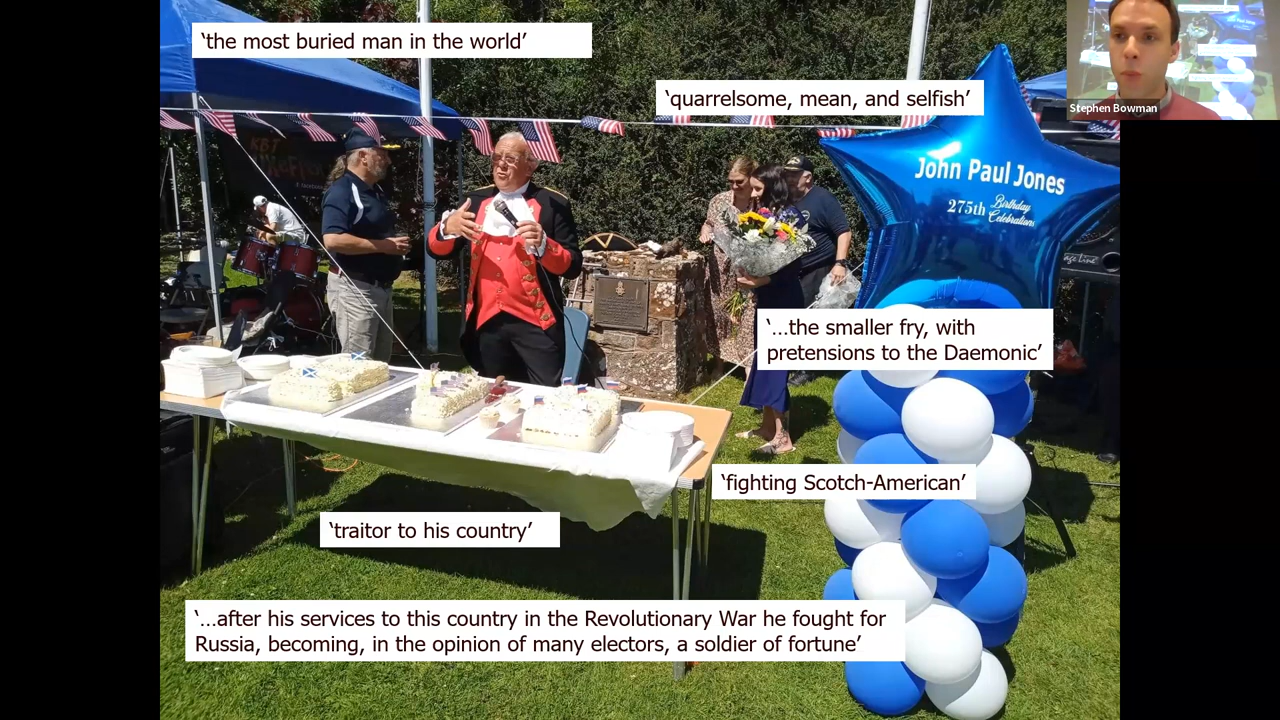 ‘the most buried man in the world’
‘quarrelsome, mean, and selfish’
Stephen Bowman
John Paul Jones
275th Birthday
Celebrations
‘…the smaller fry, with
pretensions to the Daemonic’
‘fighting Scotch-American’
‘traitor to his country’
‘…after his services to this country in the Revolutionary War he fought for
Russia, becoming, in the opinion of many electors, a soldier of fortune’